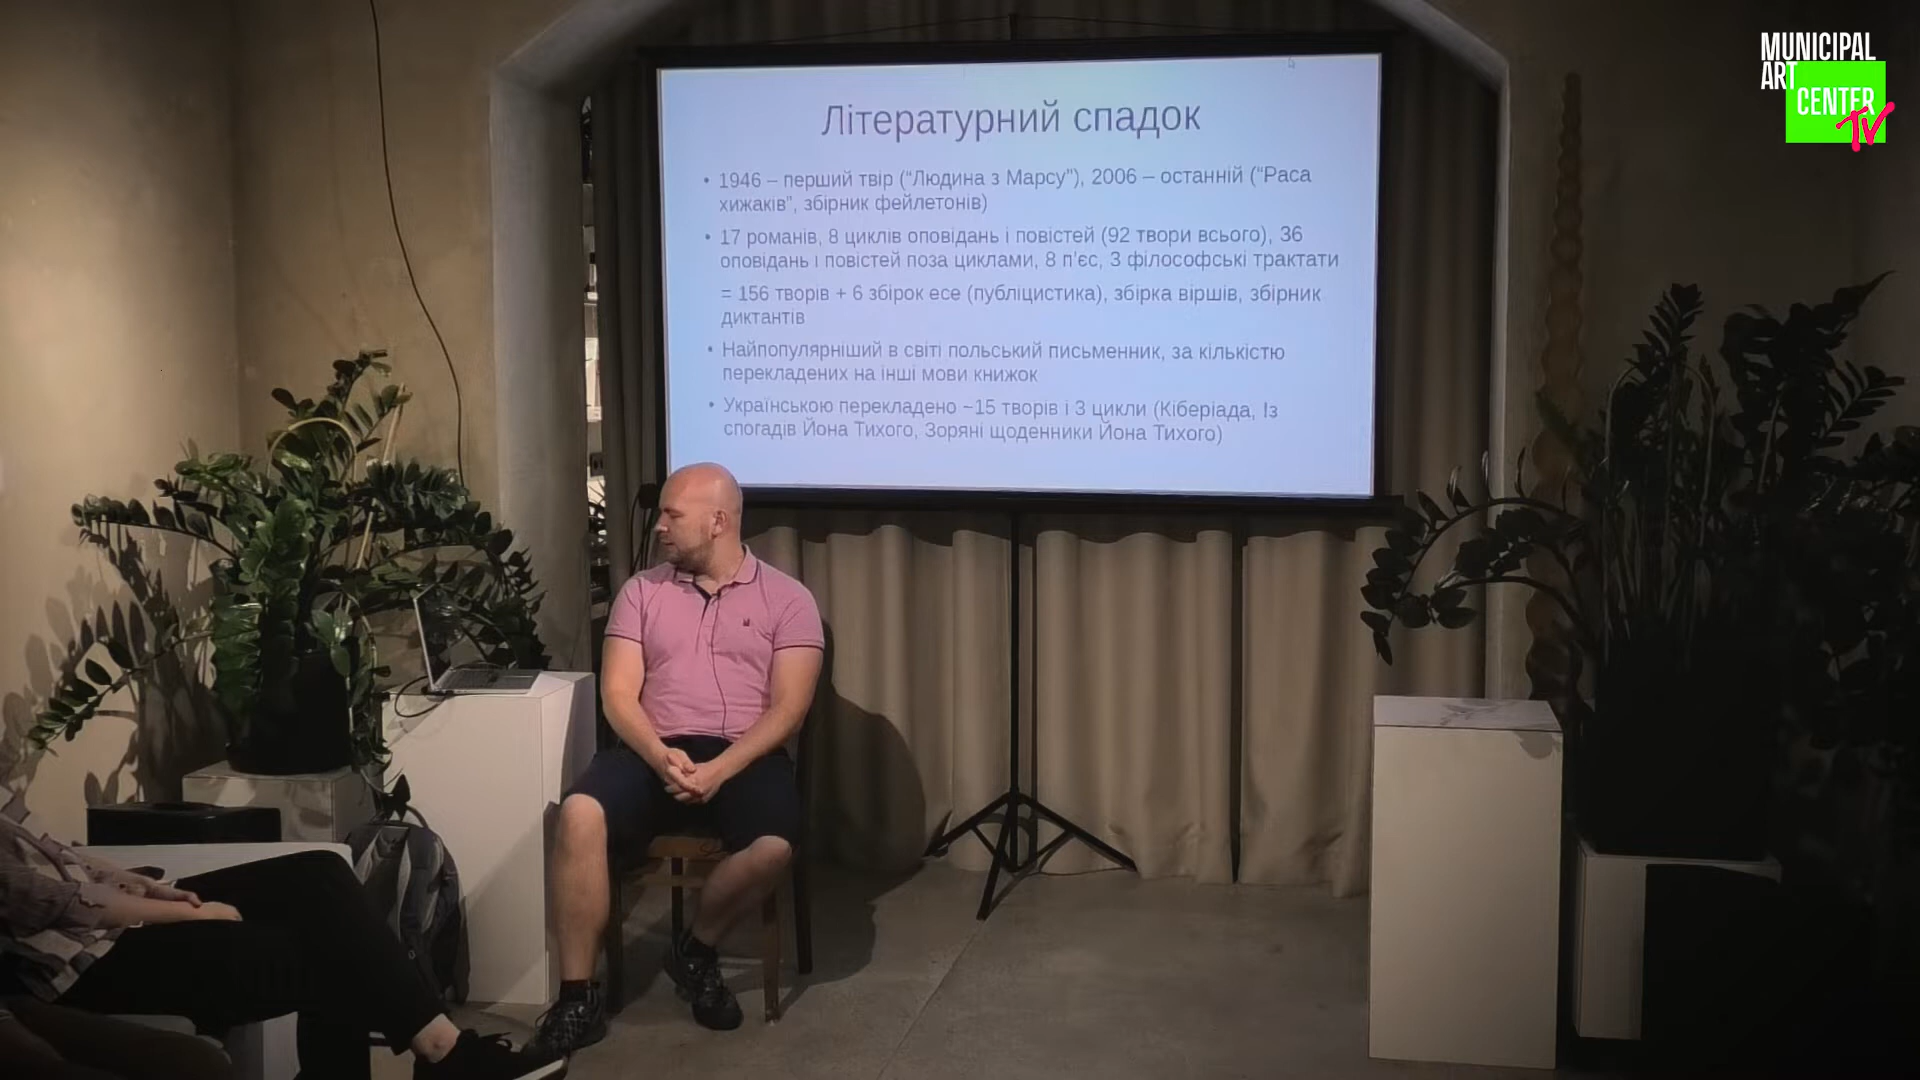 Літературний спадок
• 1946 – перший твір (“Людина з Марсу”), 2006 – останній (“Раса
хижаків”, збірник фейлетонів)
• 17 романів, 8 циклів оповідань і повістей (92 твори всього), 36
оповідань і повістей поза циклами, 8 п'єс, 3 філософські трактати
= 156 творів + 6 збірок есе (публіцистика), збірка віршів, збірник
диктантів
• Найпопулярніший в світі польський письменник, за кількістю
перекладених на інші мови книжок
• Українською перекладено ~15 творів і 3 цикли (Кіберіада, Із
спогадів Йона Тихого, Зоряні щоденники Йона Тихого)
MUNICIPAL
ART
CENTER
TV